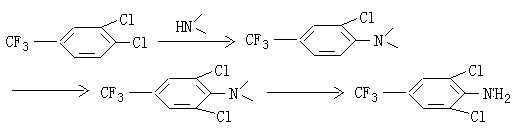 Cl
CF₃ Cl HN CF₃ Cl N
CF₃ Cl N Cl CF₃ Cl NH₂ Cl